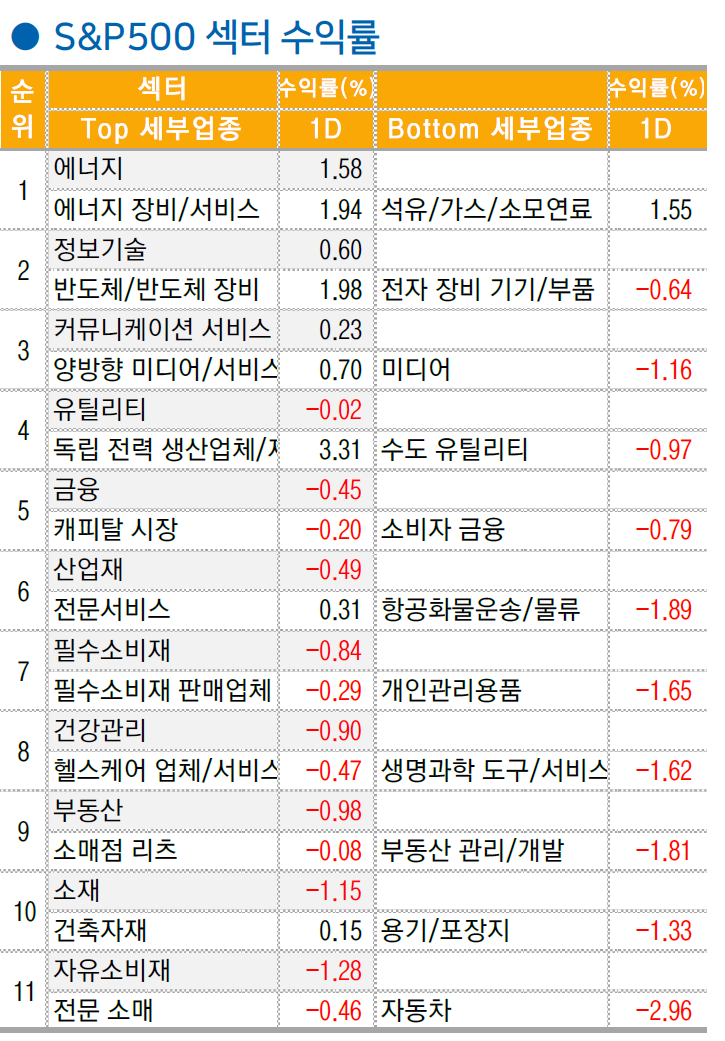 ● S&P500 섹터 수익률
순위 섹터 수익률(%) 수익률(%)
Top 세부업종 1D Bottom 세부업종 1D
1 에너지 1.58
에너지 장비/서비스 1.94 석유/가스/소모연료 1.55
2 정보기술 0.60
반도체/반도체 장비 1.98 전자 장비 기기/부품 -0.64
3 커뮤니케이션 서비스 0.23
양방향 미디어/서비스 0.70 미디어 -1.16
4 유틸리티 -0.02
독립 전력 생산업체/ 3.31 수도 유틸리티 -0.97
5 금융 -0.45
캐피탈 시장 -0.20 소비자 금융 -0.79
6 산업재 -0.49
전문서비스 0.31 항공화물운송/물류 -1.89
7 필수소비재 -0.84
필수소비재 판매업체 -0.29 개인관리용품 -1.65
8 건강관리 -0.90
헬스케어 업체/서비스 -0.47 생명과학 도구/서비스 -1.62
9 부동산 -0.98
소매점 리츠 -0.08 부동산 관리/개발 -1.81
10 소재 -1.15
건축자재 0.15 용기/포장지 -1.33
11 자유소비재 -1.28
전문 소매 -0.46 자동차 -2.96